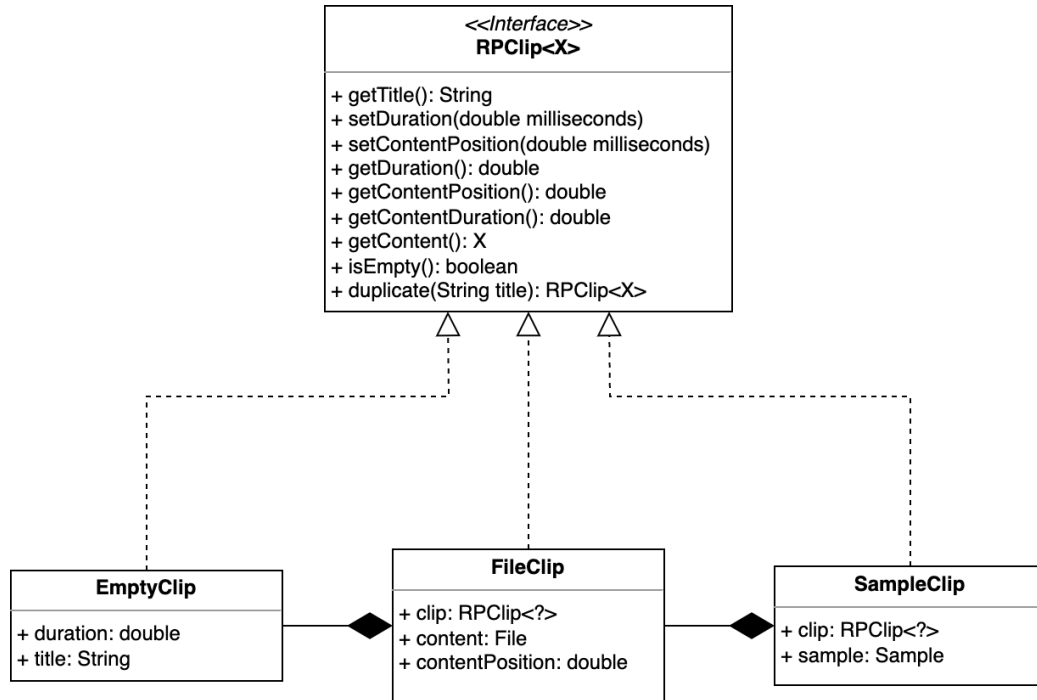 <<Interface>>
RPClip<X>
+ getTitle(): String
+ setDuration(double milliseconds)
+ setContentPosition(double milliseconds)
+ getDuration(): double
+ getContentPosition(): double
+ getContentDuration(): double
+ getContent(): X
+ isEmpty(): boolean
+ duplicate(String title): RPClip<X>
EmptyClip
+ duration: double
+ title: String
FileClip
+ clip: RPClip<?>
+ content: File
+ contentPosition: double
SampleClip
+ clip: RPClip<?>
+ sample: Sample